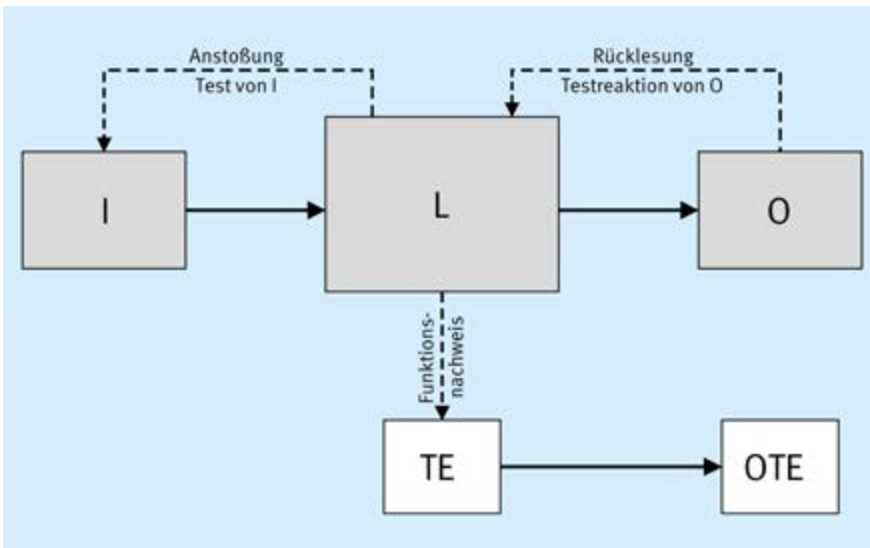 Anstoßung
Test von I
Rücklesung
Testreaktion von O
I
L
O
Funktions-
nachweis
TE
OTE